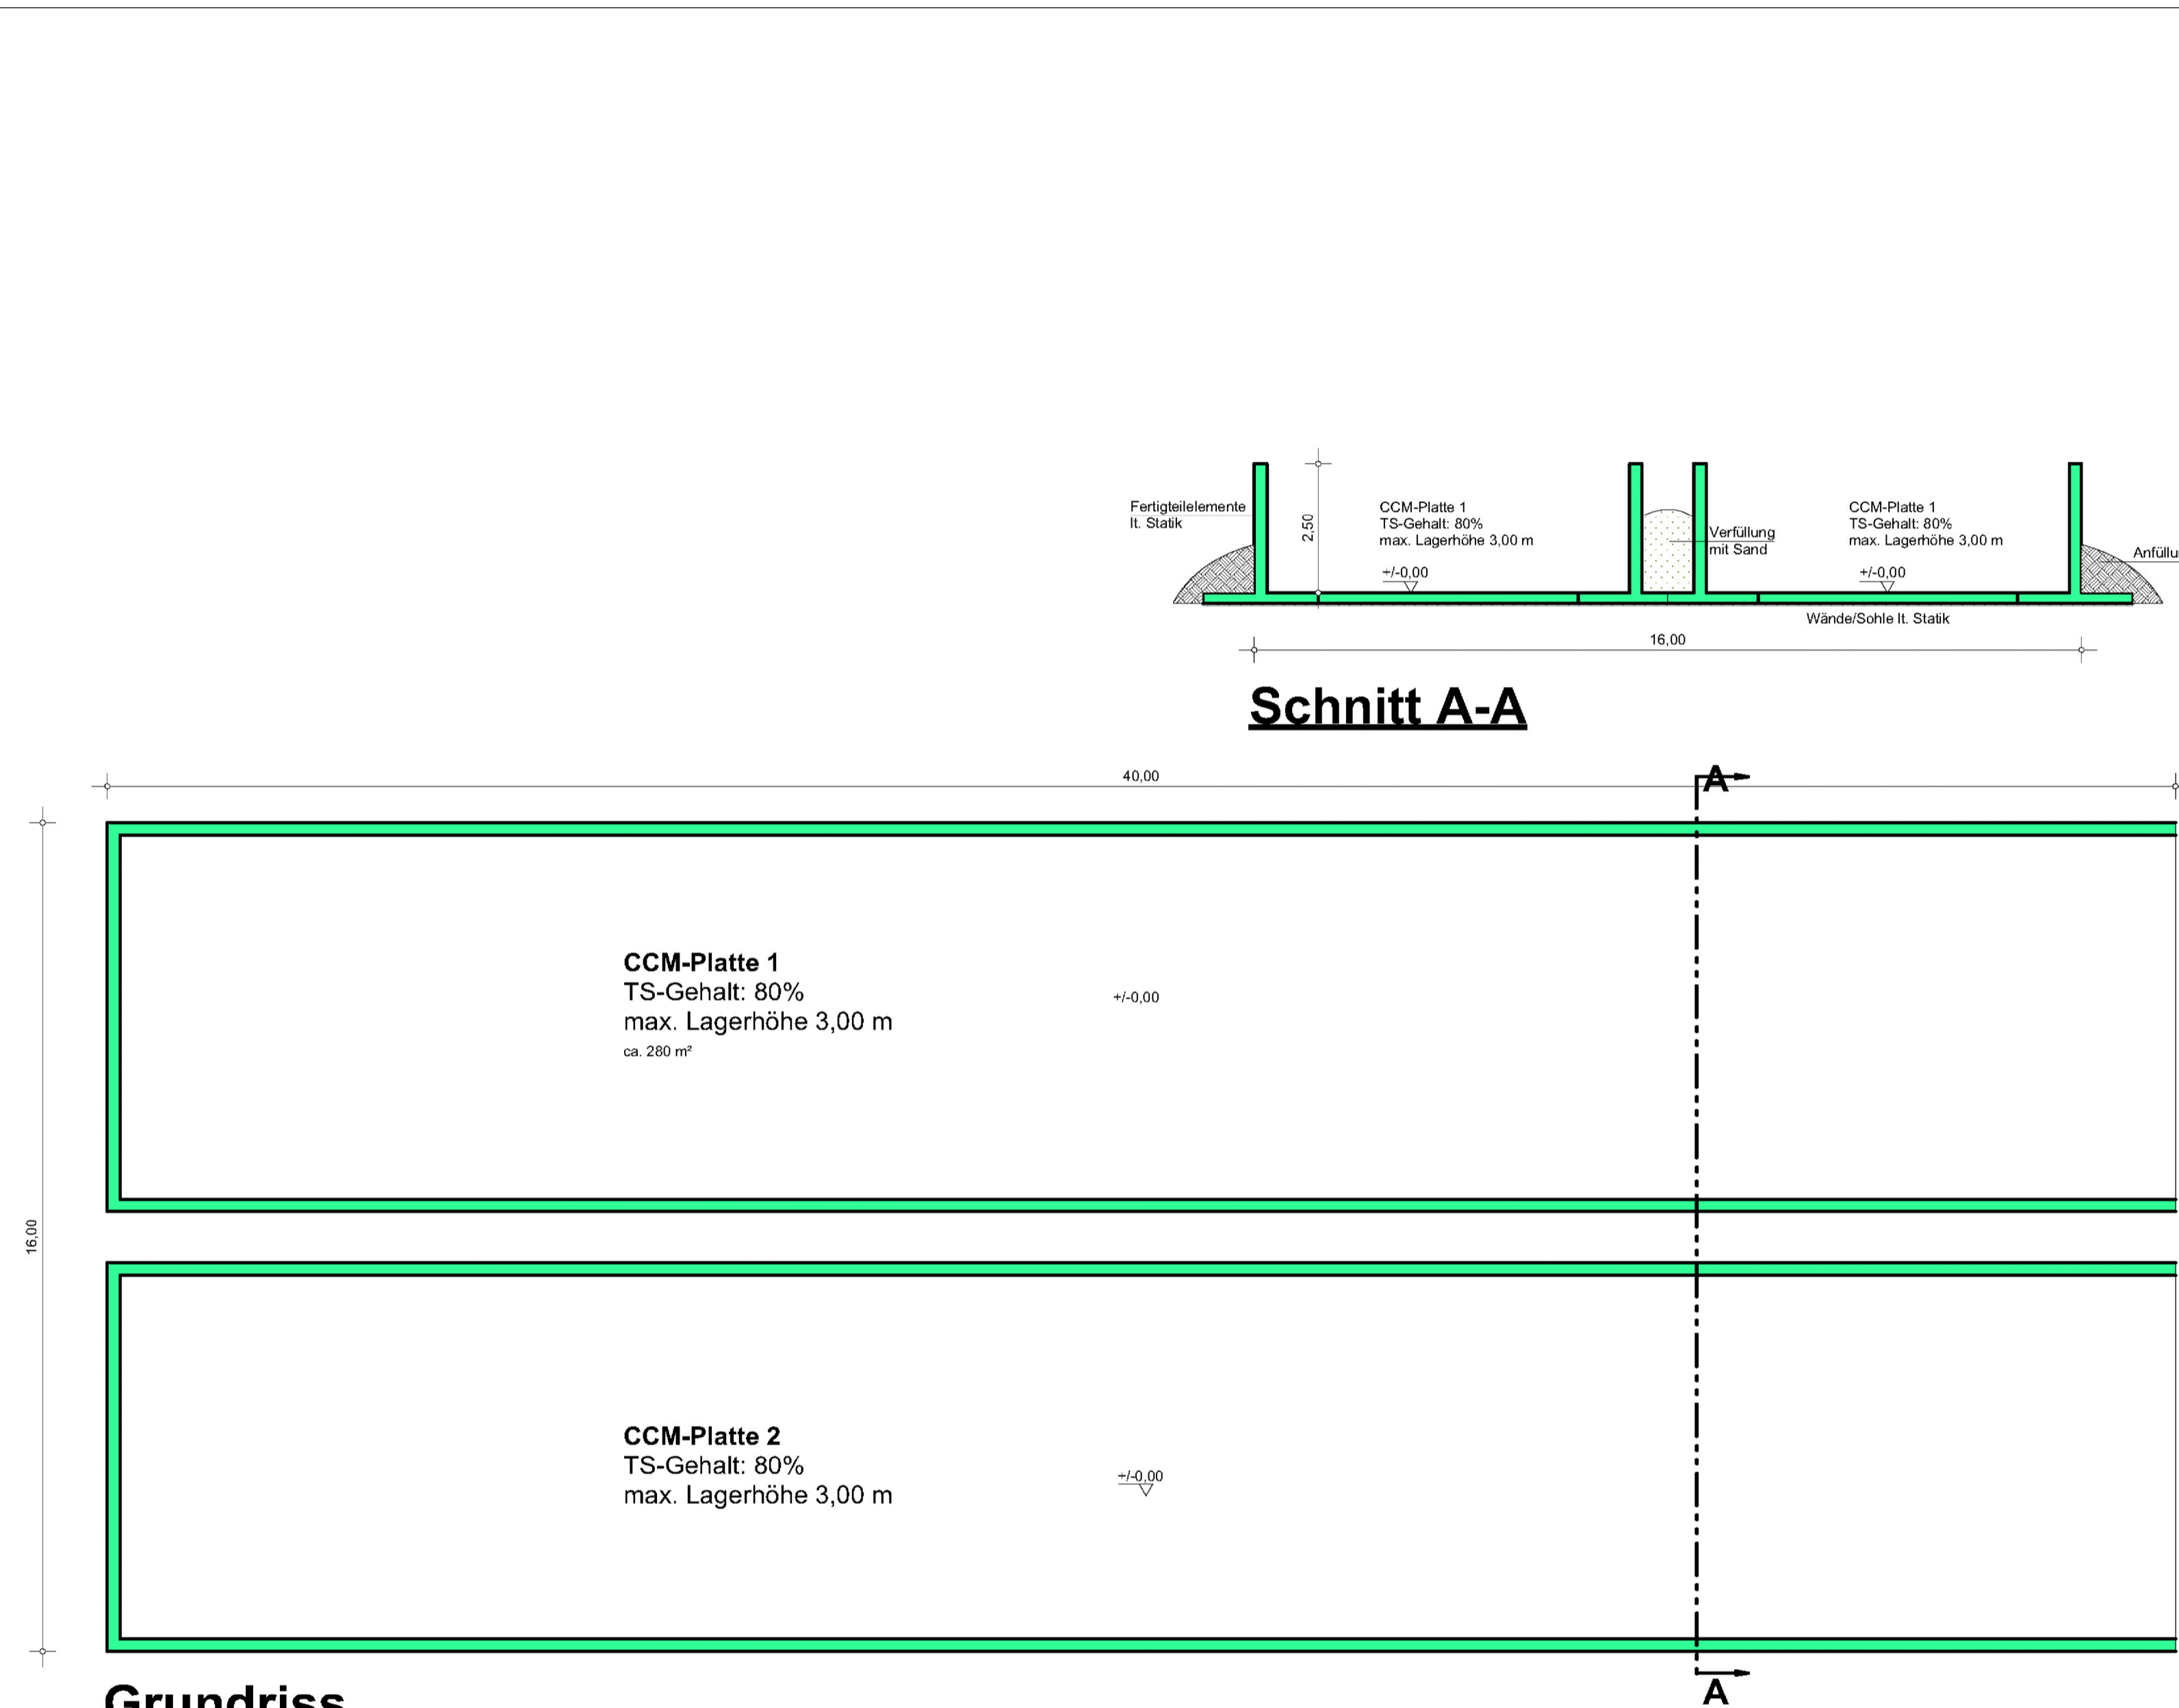 Fertigteilelemente
lt. Statik
2,50
CCM-Platte 1
TS-Gehalt: 80%
max. Lagerhöhe 3,00 m
+/-0,00
Verfüllung
mit Sand
CCM-Platte 1
TS-Gehalt: 80%
max. Lagerhöhe 3,00 m
+/-0,00
Wände/Sohle lt. Statik
16,00
Schnitt A-A
40,00
A
16,00
CCM-Platte 1
TS-Gehalt: 80%
max. Lagerhöhe 3,00 m
ca. 280 m²
+/-0,00
CCM-Platte 2
TS-Gehalt: 80%
max. Lagerhöhe 3,00 m
+/-0,00
Grundriss
A